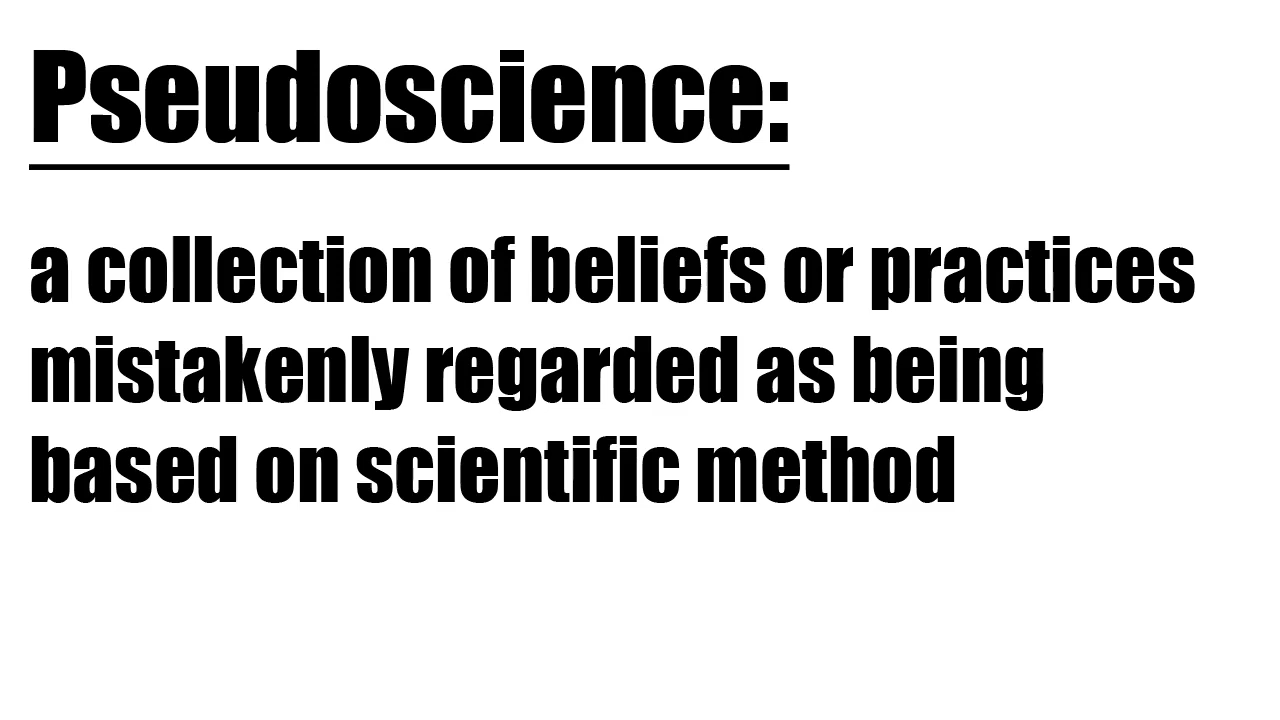 Pseudoscience:
a collection of beliefs or practices
mistakenly regarded as being
based on scientific method